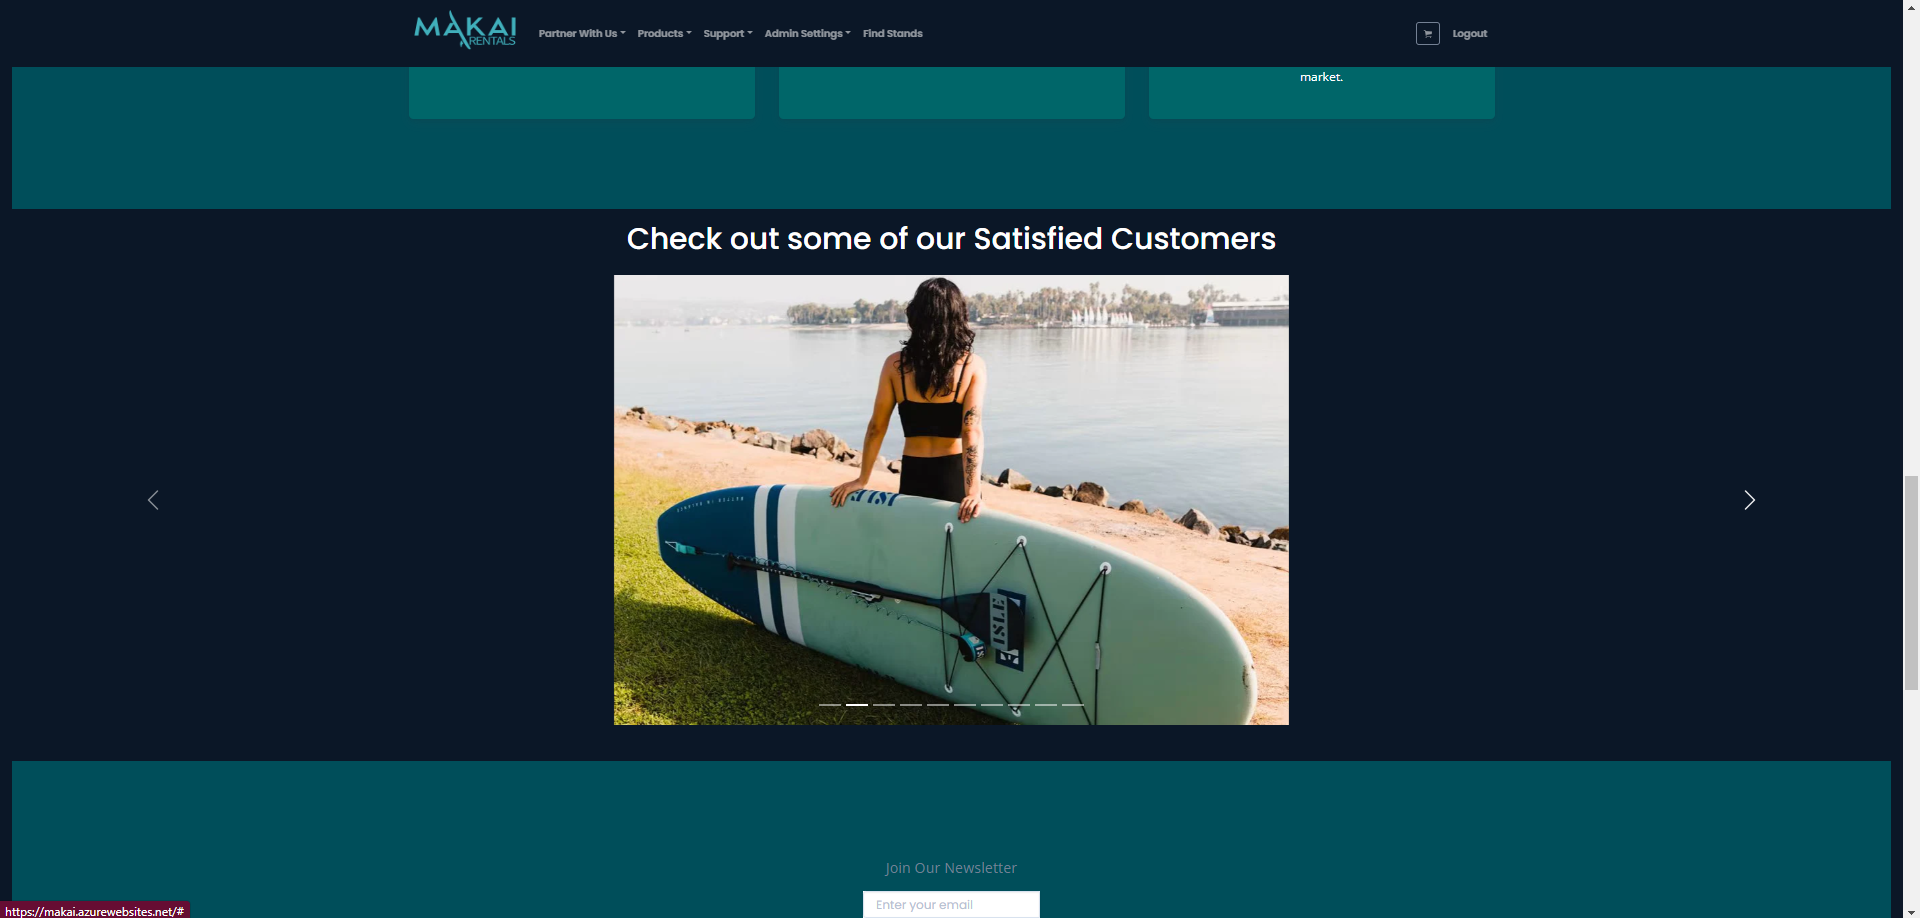 MAKAI
RENTALS
Partner With Us
Products
Support
Admin Settings
Find Stands
Logout
market.
Check out some of our Satisfied Customers
ISLE
ISLE
Join Our Newsletter
Enter your email
https://makai.azurewebsites.net/#